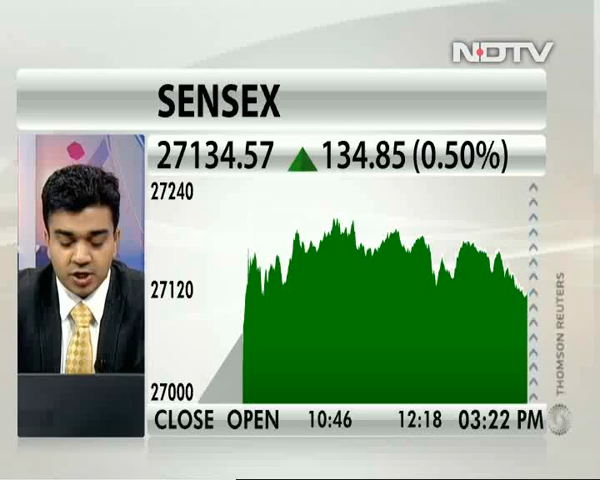 NDTV
SENSEX
27134.57 ▲ 134.85 (0.50%)
27240
27120
27000
CLOSE OPEN 10:46 12:18 03:22 PM
THOMSON REUTERS